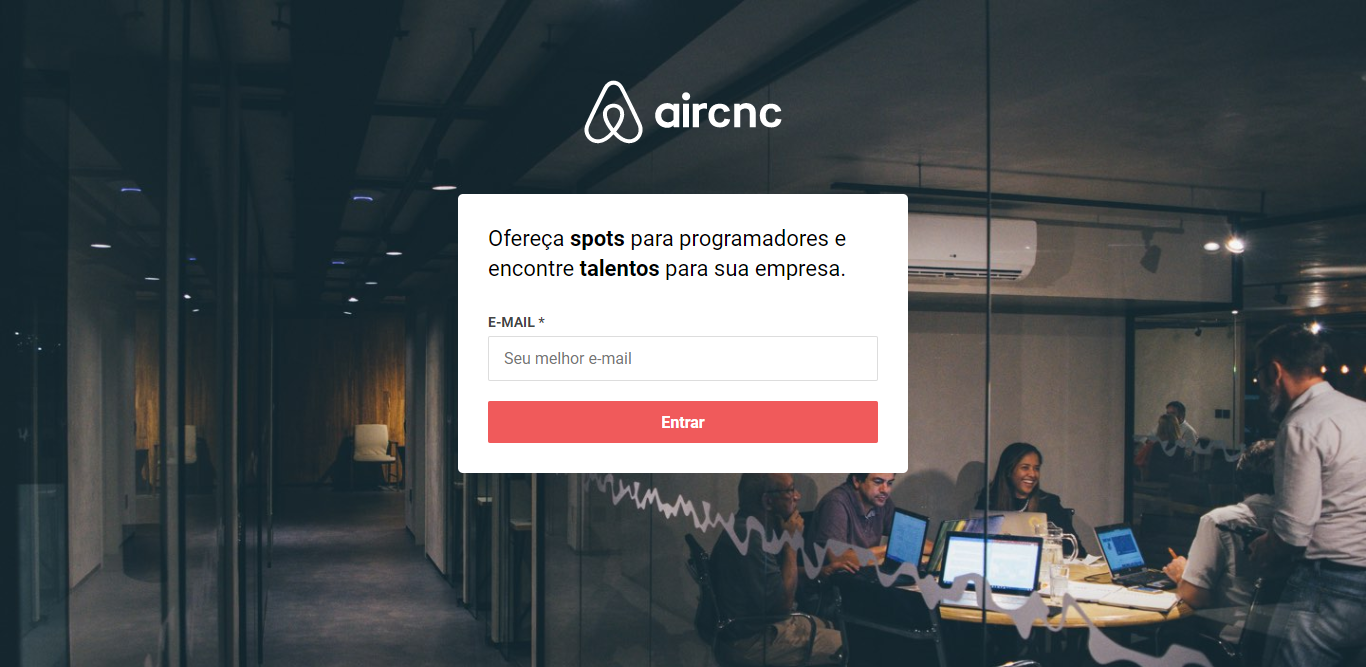 aircnc
Ofereça spots para programadores e
encontre talentos para sua empresa.
E-MAIL *
Seu melhor e-mail
Entrar